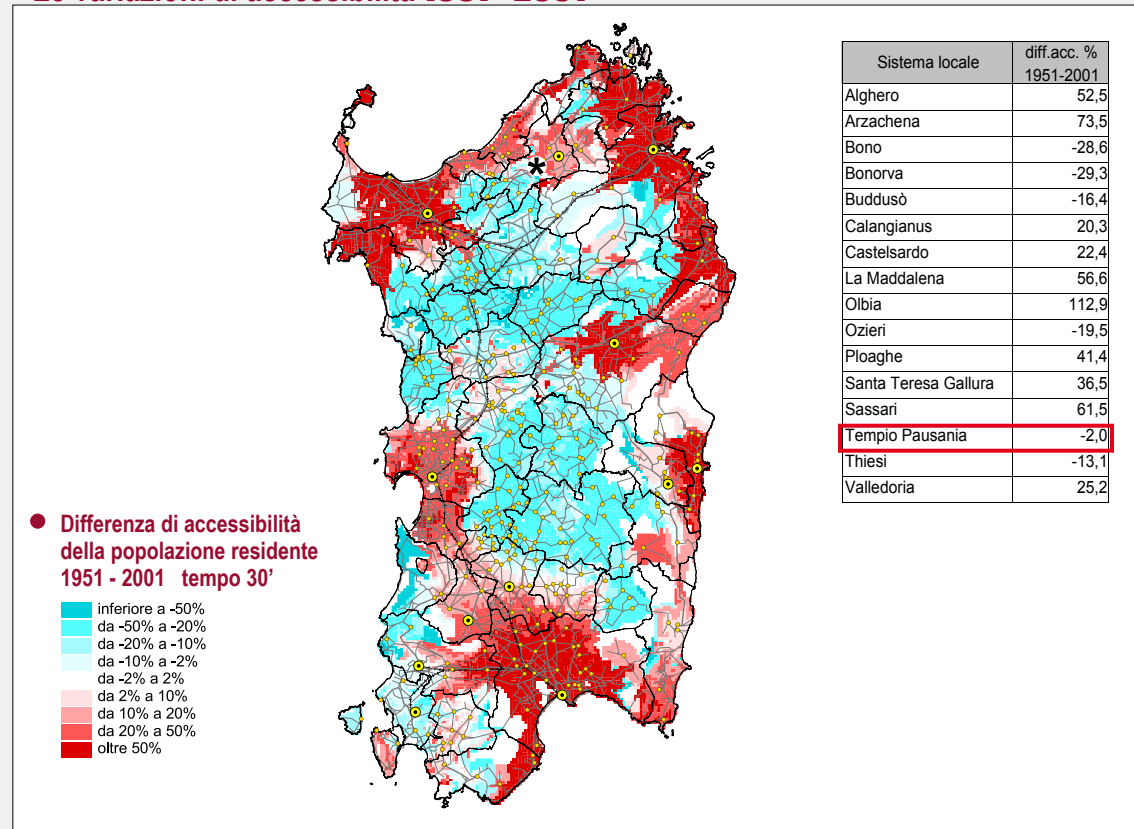 Sistema locale diff.acc. % 1951-2001
Alghero 52,5
Arzachena 73,5
Bono -28,6
Bonorva -29,3
Buddusò -16,4
Calangianus 20,3
Castelsardo 22,4
La Maddalena 56,6
Olbia 112,9
Ozieri -19,5
Ploaghe 41,4
Santa Teresa Gallura 36,5
Sassari 61,5
Tempio Pausania -2,0
Thiesi -13,1
Valledoria 25,2
*
● Differenza di accessibilità
della popolazione residente
1951 - 2001 tempo 30’
inferiore a -50%
da -50% a -20%
da -20% a -10%
da -10% a -2%
da -2% a 2%
da 2% a 10%
da 10% a 20%
da 20% a 50%
oltre 50%